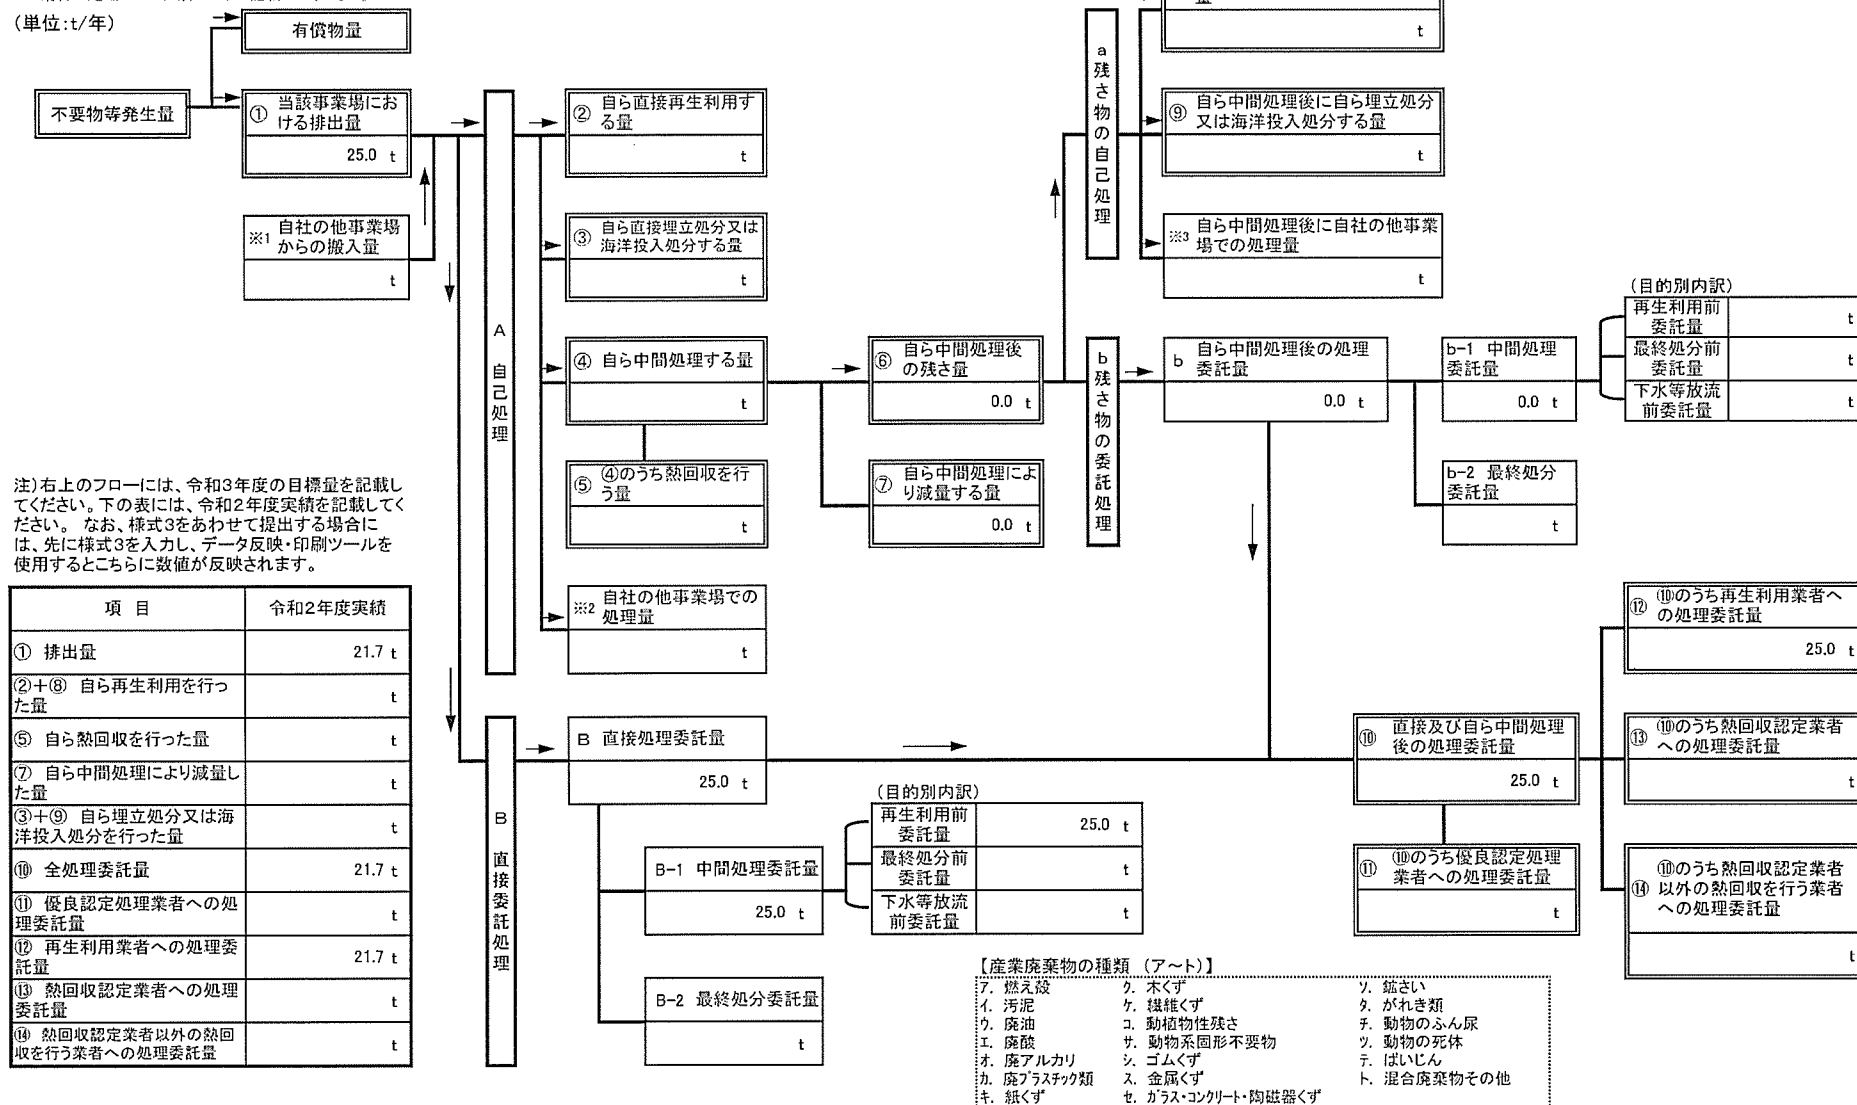 (単位:t/年)
有償物量
不要物等発生量
① 当該事業場にお
ける排出量
25.0 t
※1 自社の他事業場
からの搬入量
t
A 自己処理
② 自ら直接再生利用す
る量
t
③ 自ら直接埋立処分又は
海洋投入処分する量
t
④ 自ら中間処理する量
t
⑤ ④のうち熱回収を行
う量
t
※2 自社の他事業場での
処理量
t
⑥ 自ら中間処理後
の残さ量
0.0 t
⑦ 自ら中間処理によ
り減量する量
0.0 t
a 残さ物の自己処理
量
t
⑨ 自ら中間処理後に自ら埋立処分
又は海洋投入処分する量
t
※3 自ら中間処理後に自社の他事業
場での処理量
t
b 残さ物の委託処理
b 自ら中間処理後の処理
委託量
0.0 t
b-1 中間処理
委託量
0.0 t
(目的別内訳)
再生利用前
委託量
t
最終処分前
委託量
t
下水等放流
前委託量
t
b-2 最終処分
委託量
t
注)右上のフローには、令和3年度の目標量を記載し
てください。下の表には、令和2年度実績を記載してく
ださい。 なお、様式3をあわせて提出する場合に
は、先に様式3を入力し、データ反映・印刷ツールを
使用するとこちらに数値が反映されます。
項 目 令和2年度実績
① 排出量 21.7 t
②+⑧ 自ら再生利用を行っ
た量 t
⑤ 自ら熱回収を行った量 t
⑦ 自ら中間処理により減量し
た量 t
③+⑨ 自ら埋立処分又は海
洋投入処分を行った量 t
⑩ 全処理委託量 21.7 t
⑪ 優良認定処理業者への処
理委託量 t
⑫ 再生利用業者への処理委
託量 21.7 t
⑬ 熱回収認定業者への処理
委託量 t
⑭ 熱回収認定業者以外の熱回
収を行う業者への処理委託量 t
B 直接委託処理
B 直接処理委託量
25.0 t
B-1 中間処理委託量
25.0 t
(目的別内訳)
再生利用前
委託量
25.0 t
最終処分前
委託量
t
下水等放流
前委託量
t
B-2 最終処分委託量
t
⑩ 直接及び自ら中間処理
後の処理委託量
25.0 t
⑪ ⑩のうち優良認定処理
業者への処理委託量
t
⑫ ⑩のうち再生利用業者へ
の処理委託量
25.0 t
⑬ ⑩のうち熱回収認定業者
への処理委託量
t
⑭ ⑩のうち熱回収認定業者
以外の熱回収を行う業者
への処理委託量
t
【産業廃棄物の種類 (ア~ト)】
ア. 燃え殻 ク. 木くず ソ. 鉱さい
イ. 汚泥 ケ. 繊維くず タ. がれき類
ウ. 廃油 コ. 動植物性残さ チ. 動物のふん尿
エ. 廃酸 サ. 動物系固形不要物 ツ. 動物の死体
オ. 廃アルカリ シ. ゴムくず テ. ばいじん
カ. 廃プラスチック類 ス. 金属くず ト. 混合廃棄物その他
キ. 紙くず セ. ガラス・コンクリート・陶磁器くず